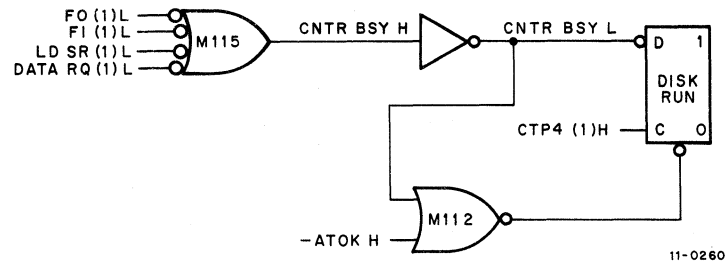 FO (1) L
FI (1) L
LD SR (1) L
DATA RQ (1) L
M115
CNTR BSY H
CNTR BSY L
D 1
DISK
RUN
CTP4 (1) H
C O
M112
-ATOK H
11-0260